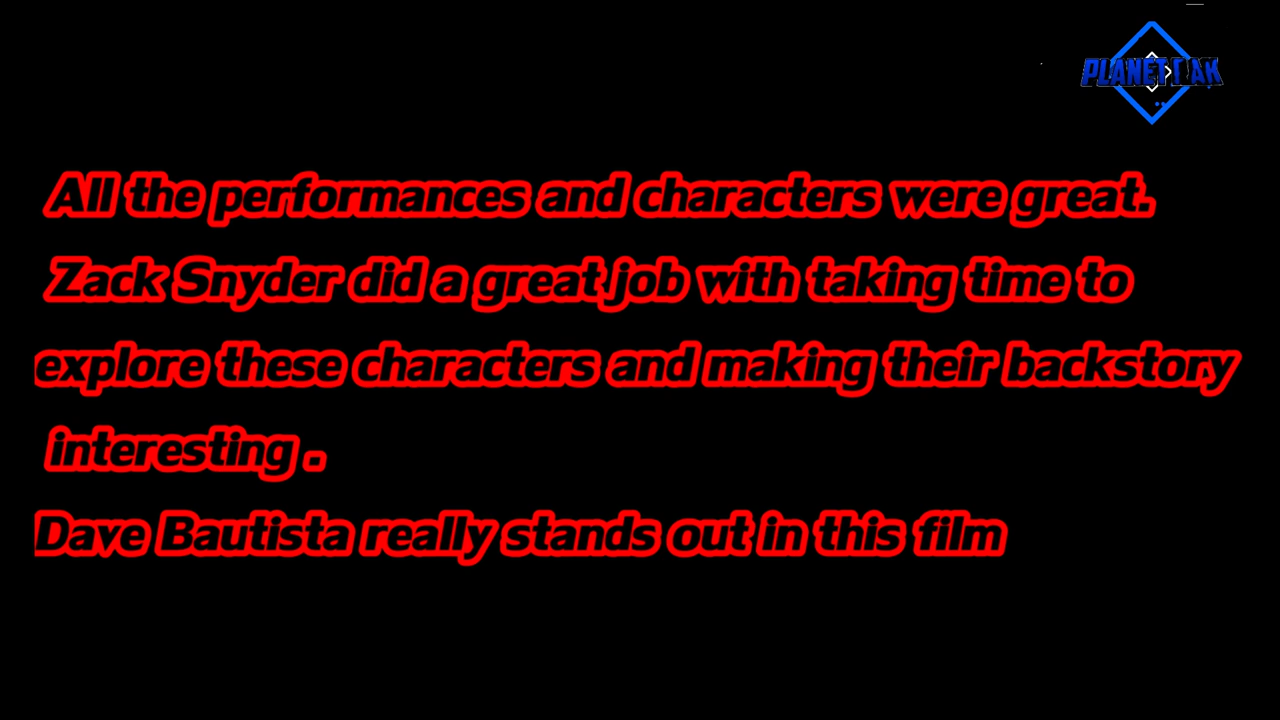 All the performances and characters were great.
Zack Snyder did a great job with taking time to
explore these characters and making their backstory
interesting .
Dave Bautista really stands out in this film
PLANET